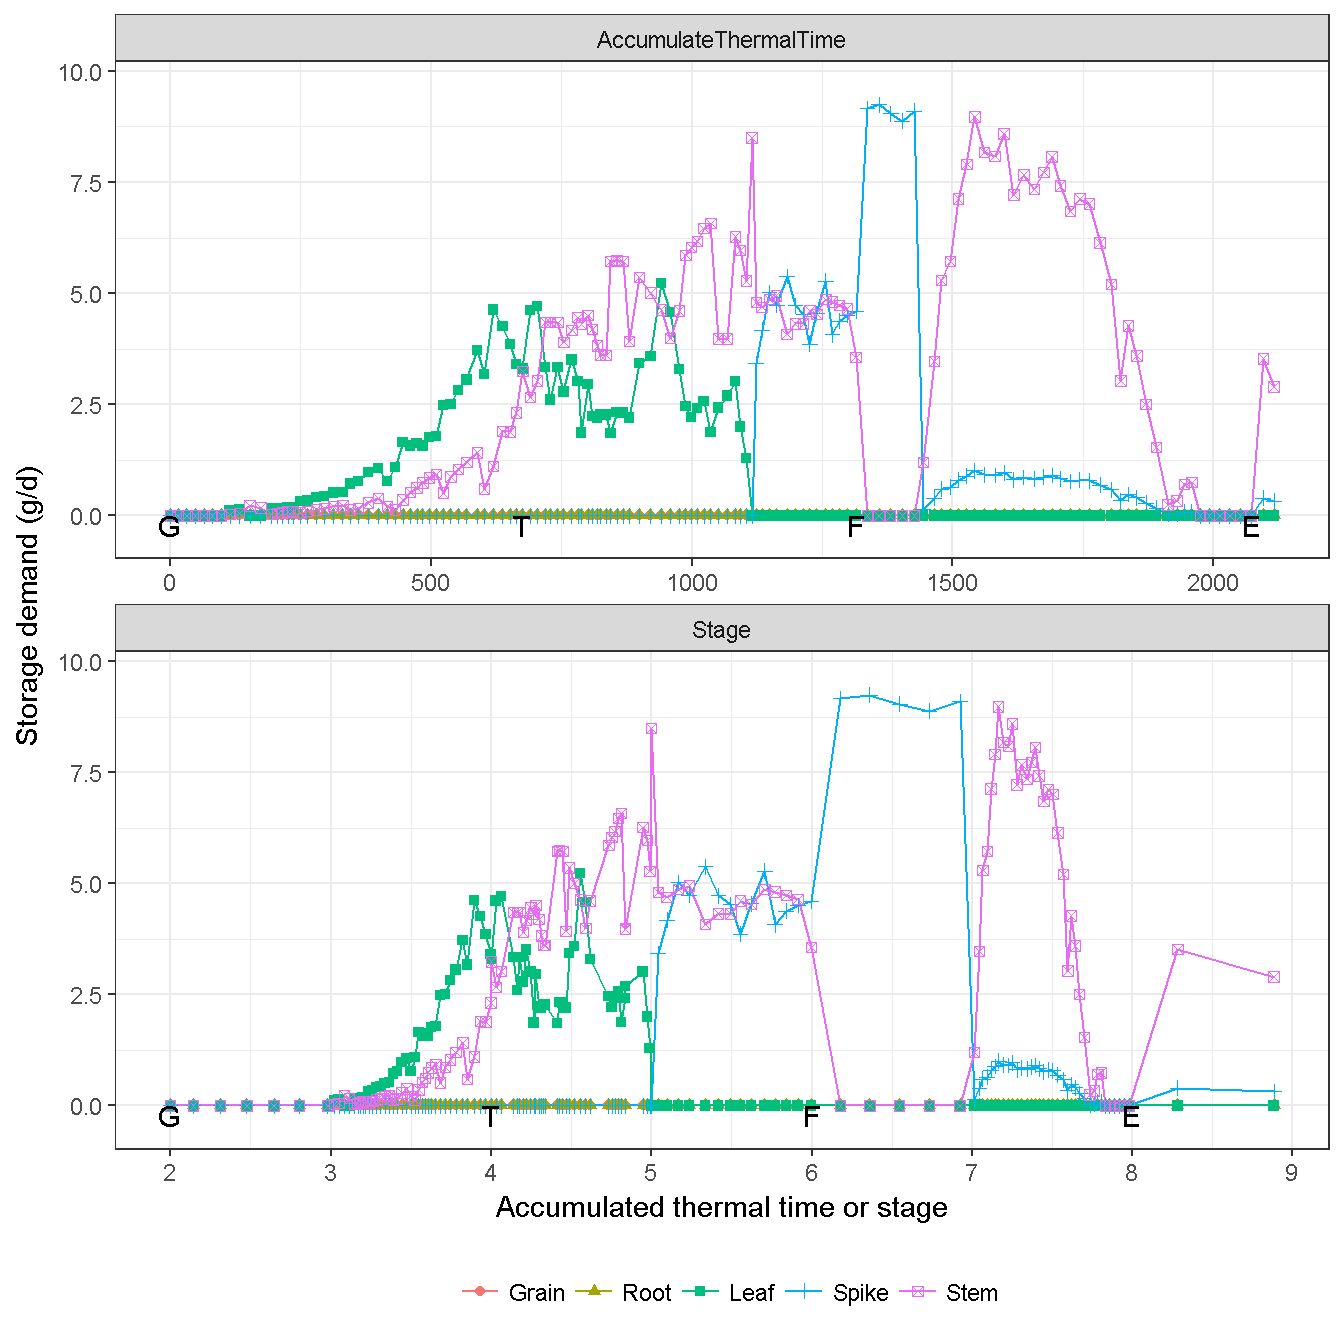 AccumulateThermalTime
10.0
7.5
5.0
2.5
0.0
G T F E
0 500 1000 1500 2000
Stage
10.0
7.5
5.0
2.5
0.0
G T F E
2 3 4 5 6 7 8 9
Storage demand (g/d)
Accumulated thermal time or stage
Grain Root Leaf Spike Stem